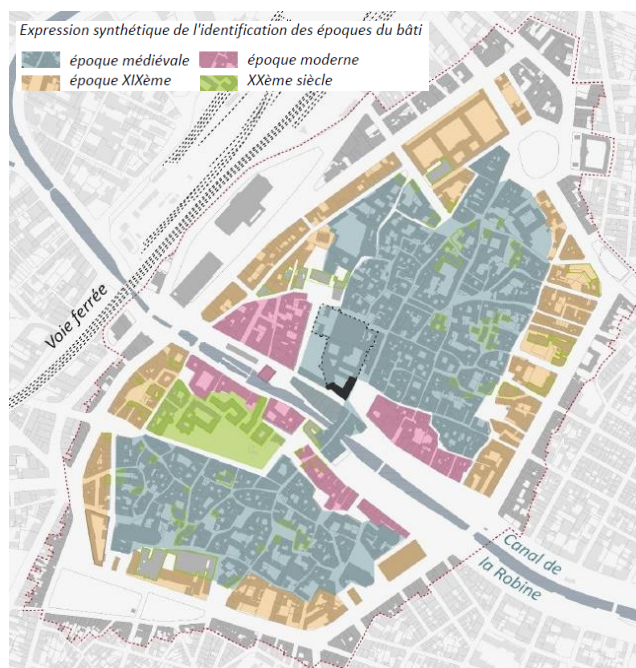 Expression synthétique de l'identification des époques du bâti
époque médiévale
époque moderne
époque XIXème
XXème siècle
Voie ferrée
Canal de
la Robine